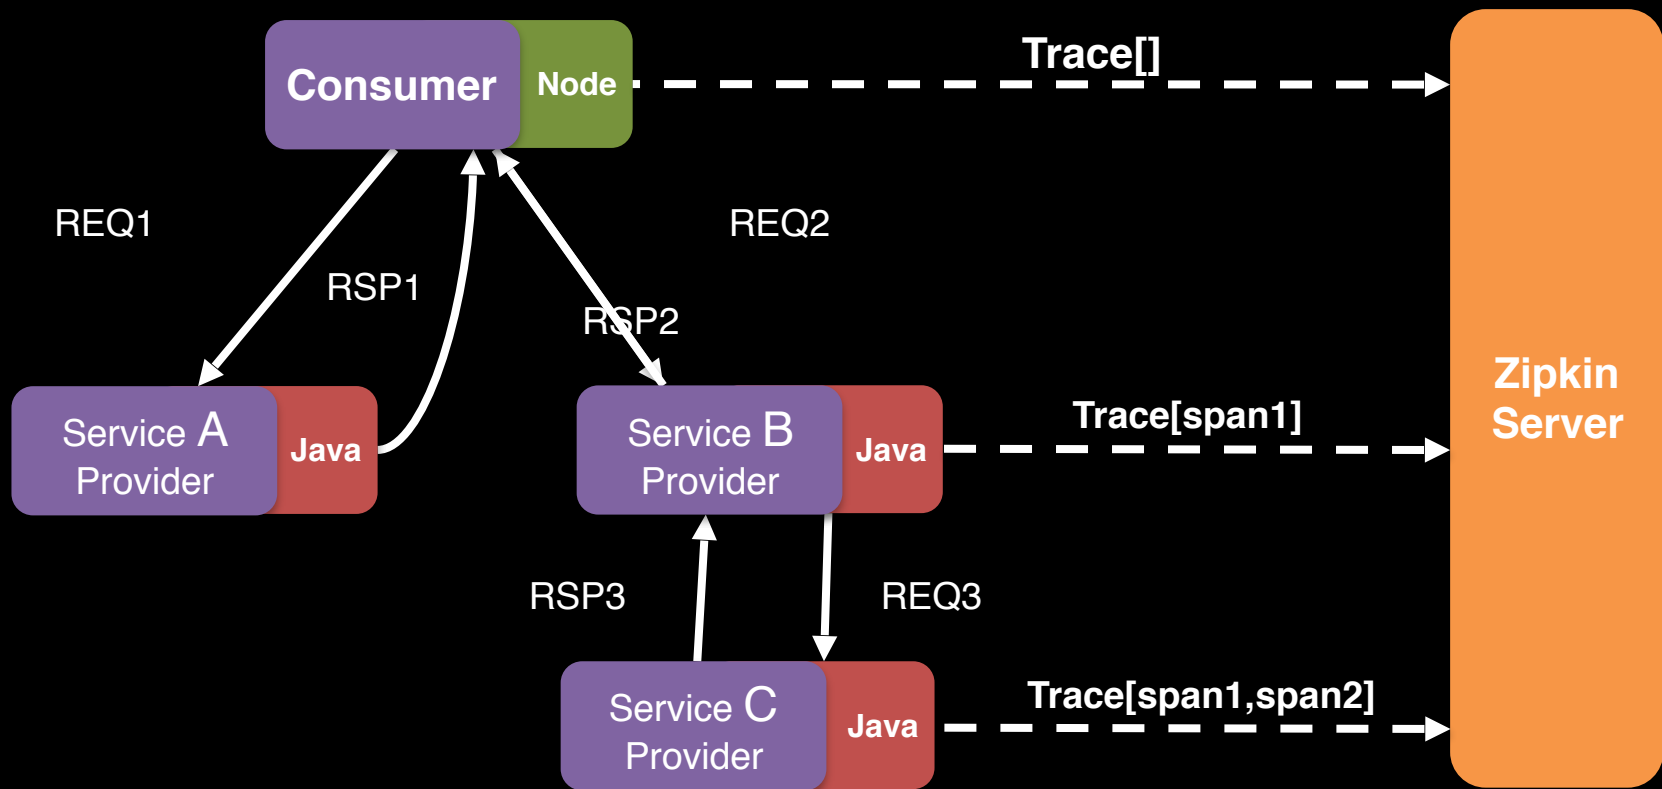 Trace[]
Consumer
Node
REQ1
REQ2
RSP1
RSP2
Service A
Provider
Java
Service B
Provider
Java
Trace[span1]
Zipkin
Server
RSP3
REQ3
Service C
Provider
Java
Trace[span1,span2]